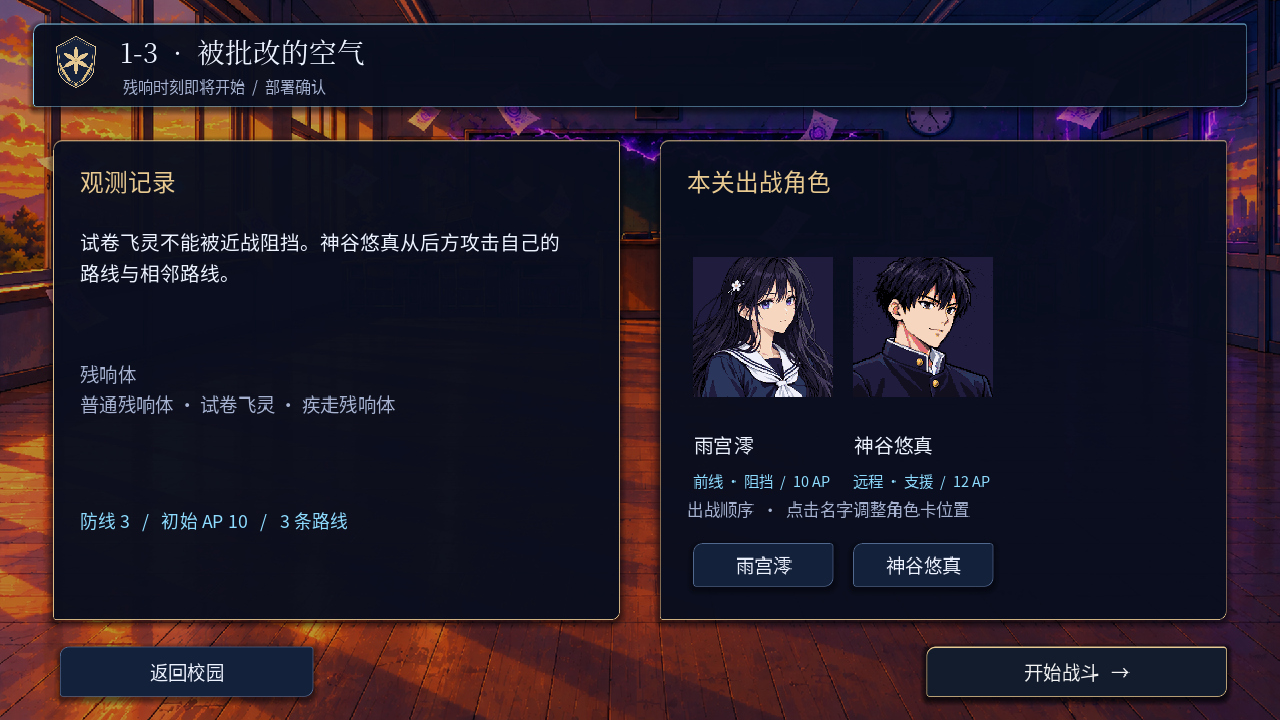 1-3 · 被批改的空气
残响时刻即将开始 / 部署确认
观测记录
试卷飞灵不能被近战阻挡。神谷悠真从后方攻击自己的
路线与相邻路线。
残响体
普通残响体 · 试卷飞灵 · 疾走残响体
防线 3 / 初始 AP 10 / 3 条路线
本关出战角色
雨宫澪
神谷悠真
前线 · 阻挡 / 10 AP
远程 · 支援 / 12 AP
出战顺序 · 点击名字调整角色卡位置
雨宫澪
神谷悠真
返回校园
开始战斗 →